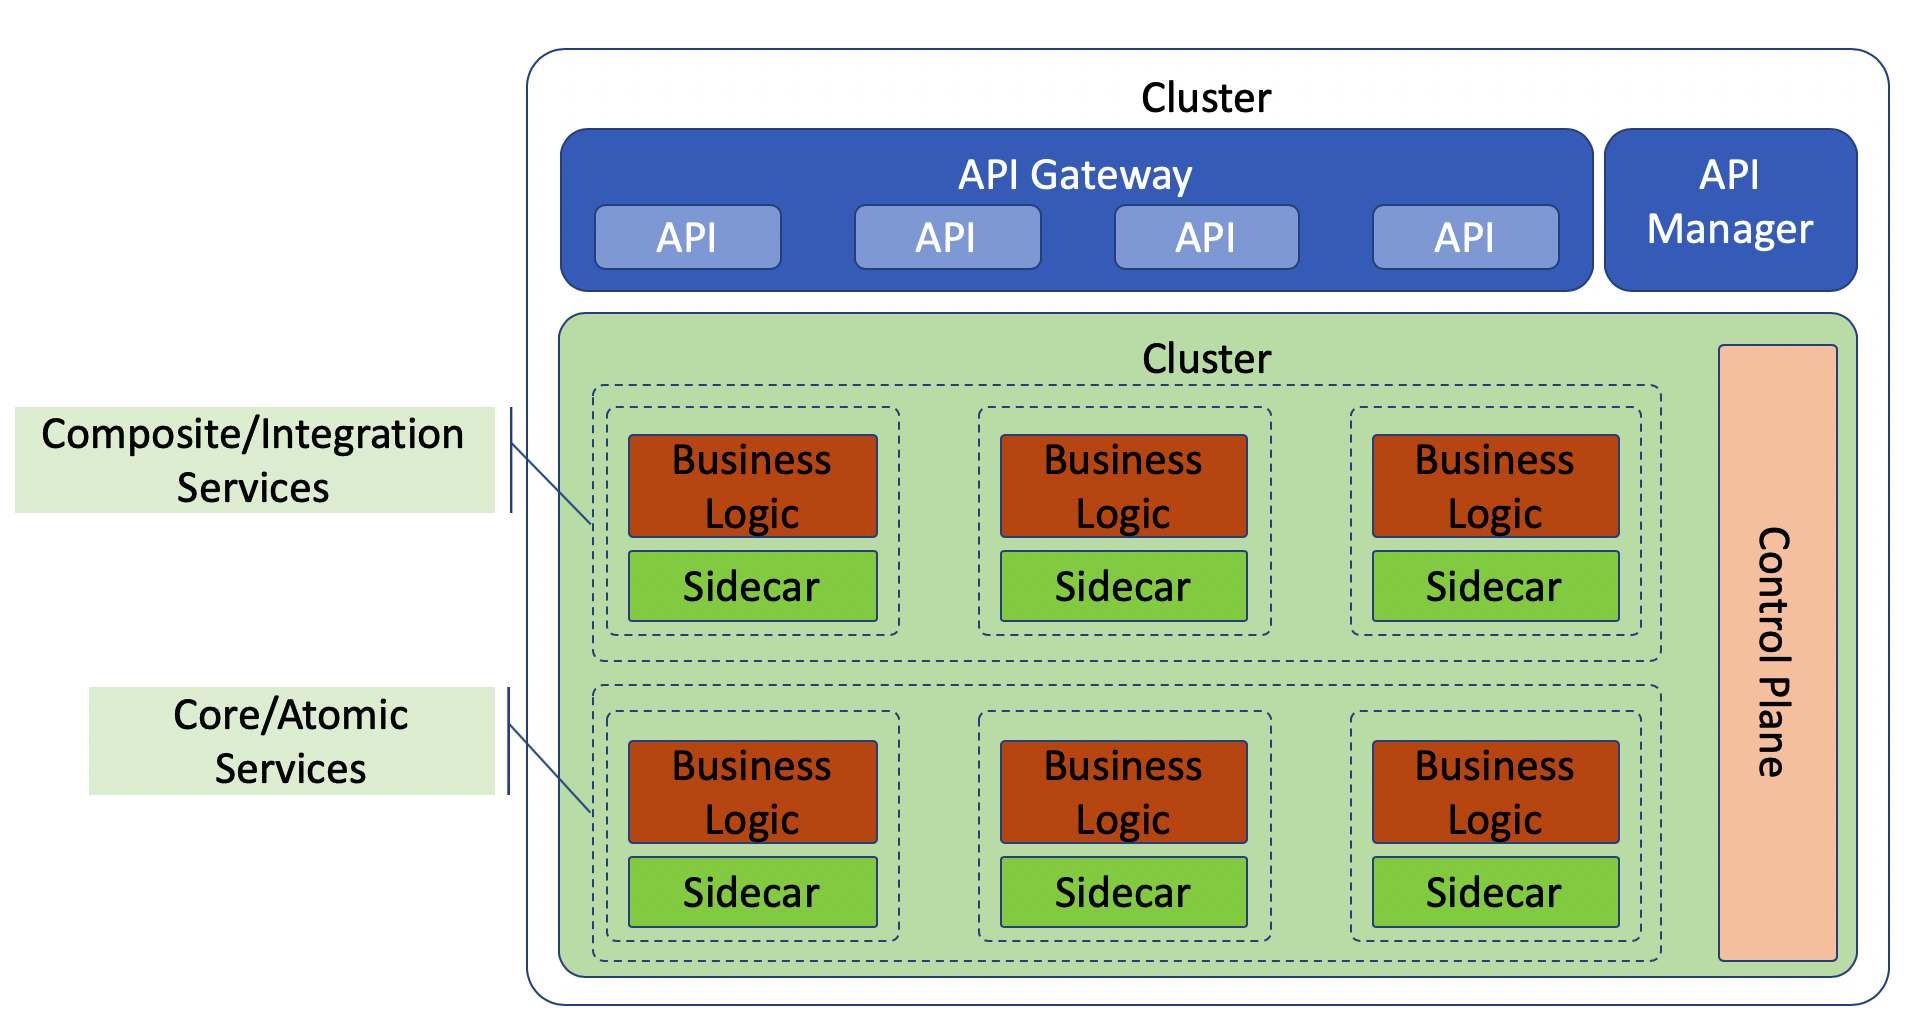 Cluster
API Gateway
API
API
API
API
API
Manager
Cluster
Composite/Integration
Services
Business
Logic
Sidecar
Business
Logic
Sidecar
Business
Logic
Sidecar
Core/Atomic
Services
Business
Logic
Sidecar
Business
Logic
Sidecar
Business
Logic
Sidecar
Control Plane